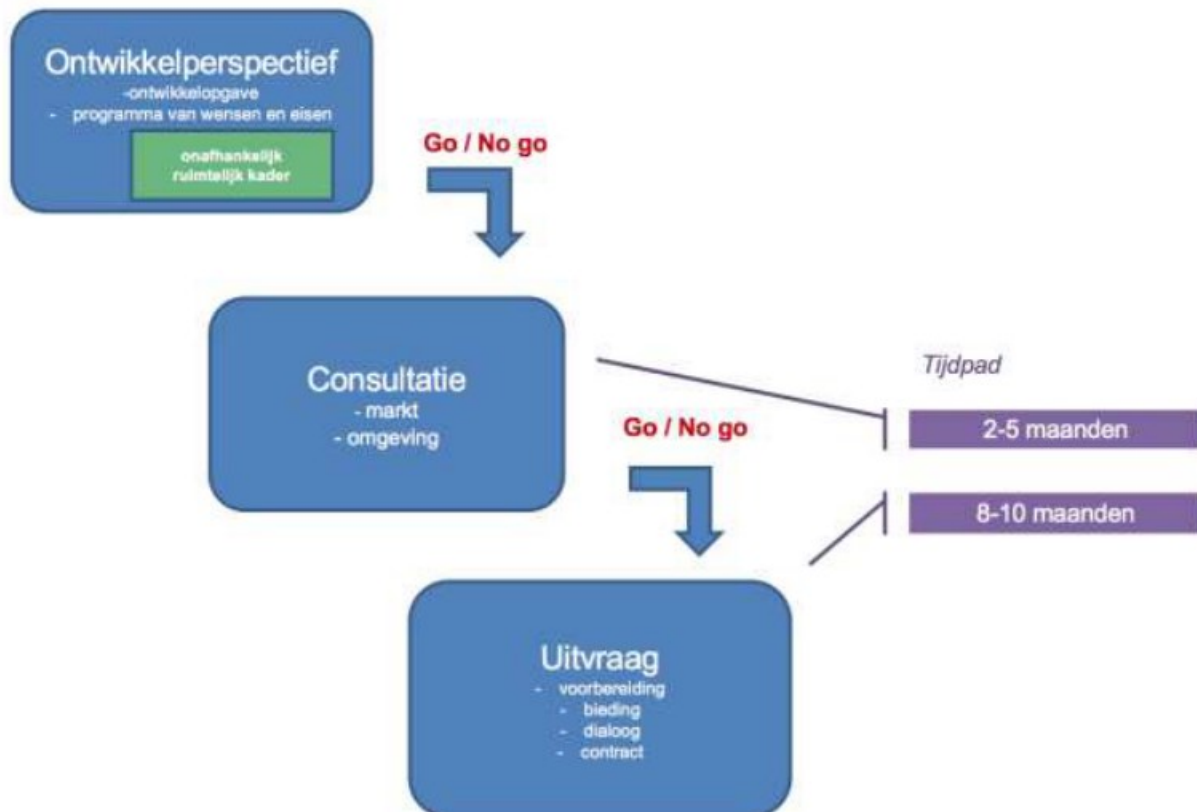 Ontwikkelperspectief
-ontwikkelopgave
- programma van wensen en eisen
onafhankelijk
ruimtelijk kader
Go / No go
Consultatie
- markt
- omgeving
Go / No go
Tijdpad
2-5 maanden
8-10 maanden
Uitvraag
- voorbereiding
- bieding
- dialoog
- contract